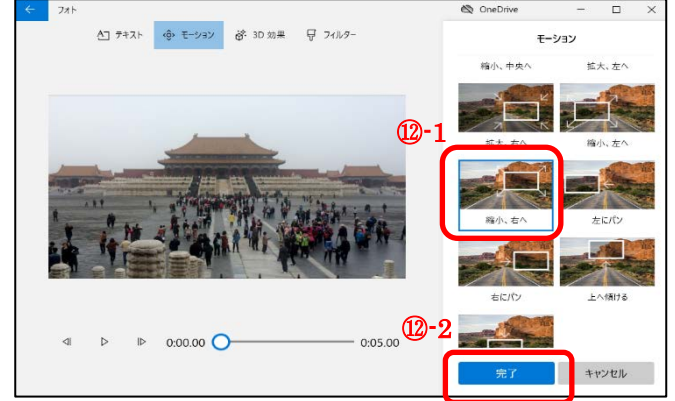 フォト
OneDrive
テキスト
モーション
3D 効果
フィルター
モーション
縮小、中央へ
拡大、左へ
⑫-1
拡大、右へ
縮小、左へ
縮小、右へ
左にパン
右にパン
上へ傾ける
⑫-2
0:00.00
0:05.00
完了
キャンセル